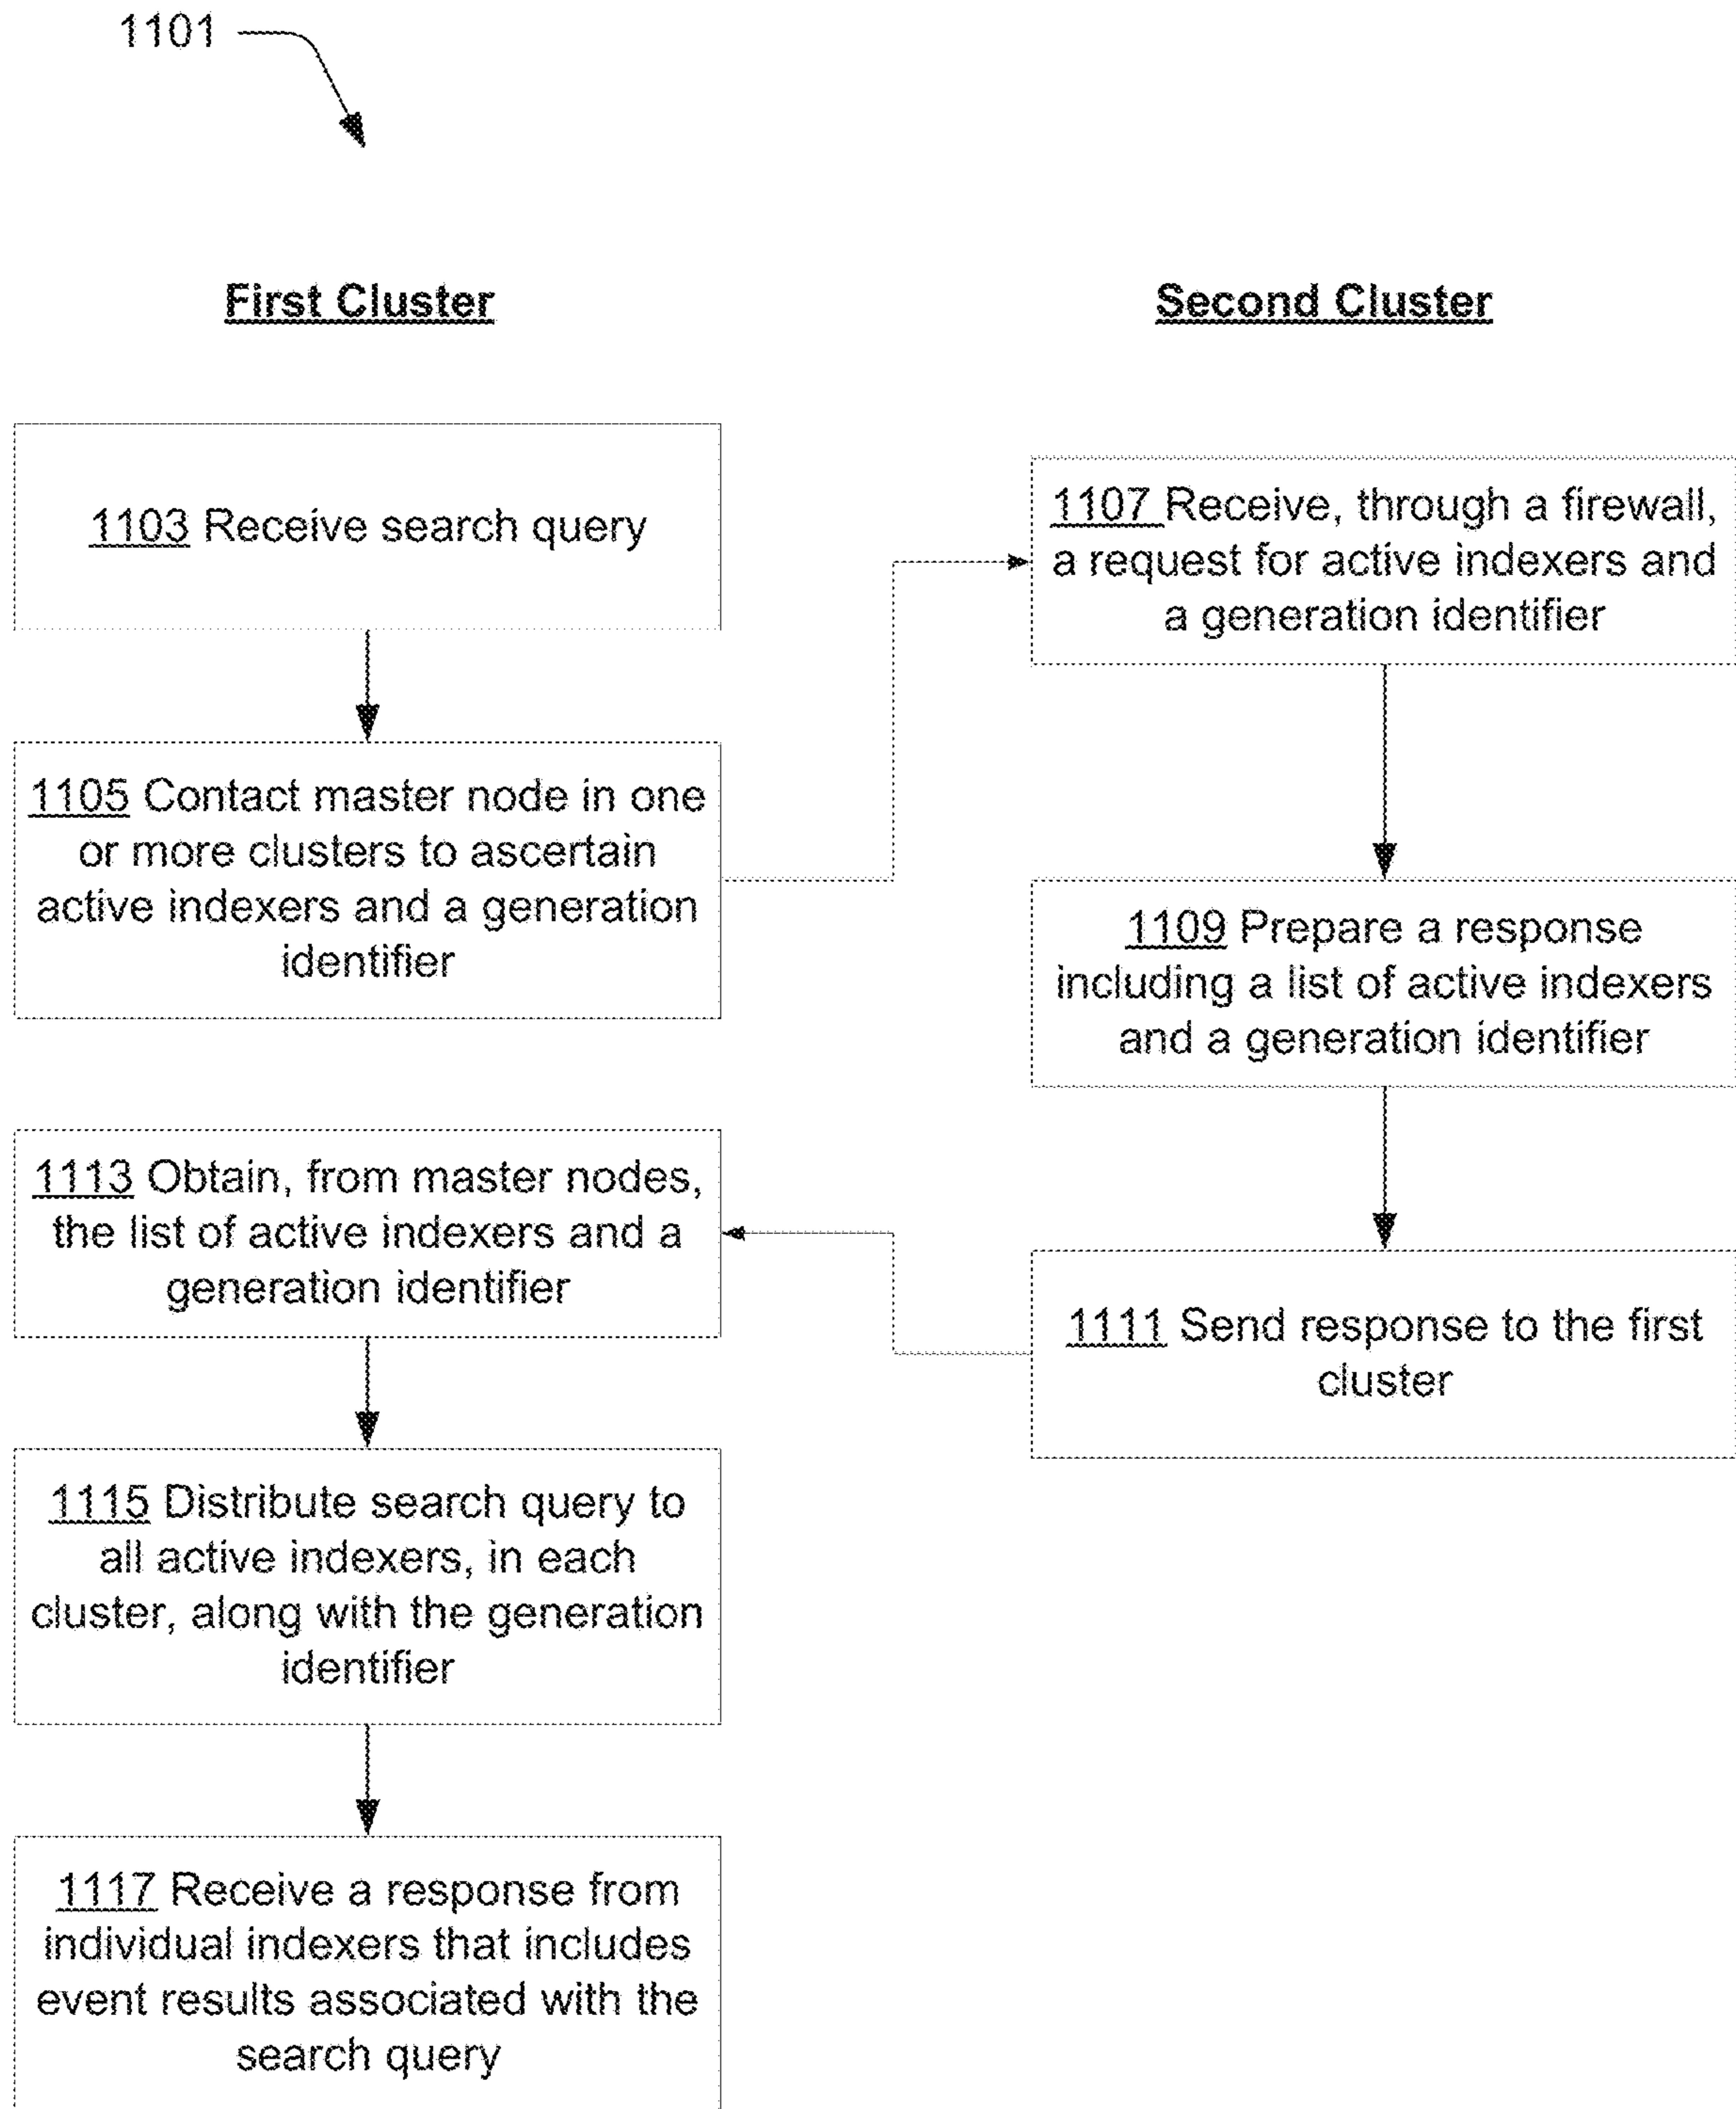 1101
First Cluster
Second Cluster
1103 Receive search query
1105 Contact master node in one
or more clusters to ascertain
active indexers and a generation
identifier
1107 Receive, through a firewall,
a request for active indexers and
a generation identifier
1109 Prepare a response
including a list of active indexers
and a generation identifier
1111 Send response to the first
cluster
1113 Obtain, from master nodes,
the list of active indexers and a
generation identifier
1115 Distribute search query to
all active indexers, in each
cluster, along with the generation
identifier
1117 Receive a response from
individual indexers that includes
event results associated with the
search query